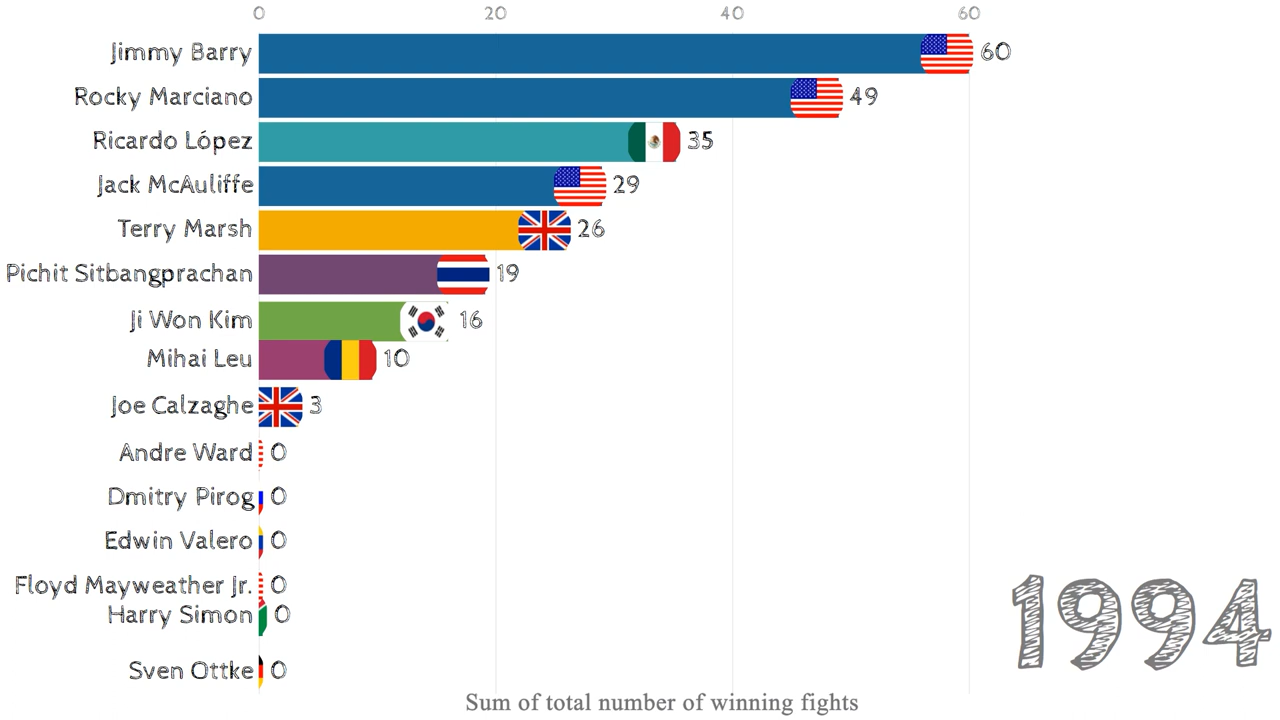 0 20 40 60
Jimmy Barry 60
Rocky Marciano 49
Ricardo López 35
Jack McAuliffe 29
Terry Marsh 26
Pichit Sitbangprachan 19
Ji Won Kim 16
Mihai Leu 10
Joe Calzaghe 3
Andre Ward 0
Dmitry Pirog 0
Edwin Valero 0
Floyd Mayweather Jr. 0
Harry Simon 0
Sven Ottke 0
1994
Sum of total number of winning fights